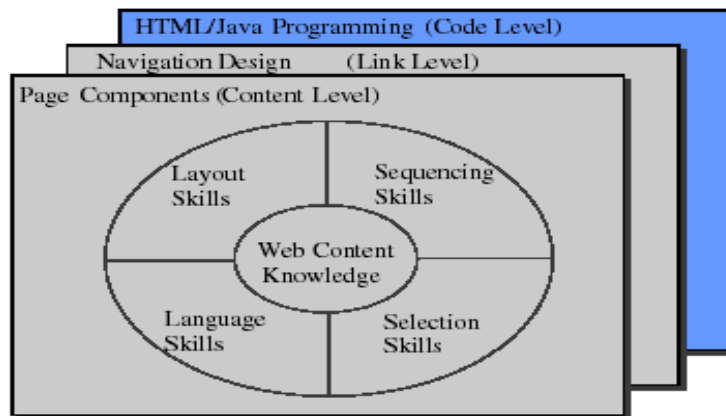 HTML/Java Programming (Code Level)
Navigation Design (Link Level)
Page Components (Content Level)
Layout
Skills
Sequencing
Skills
Web Content
Knowledge
Language
Skills
Selection
Skills